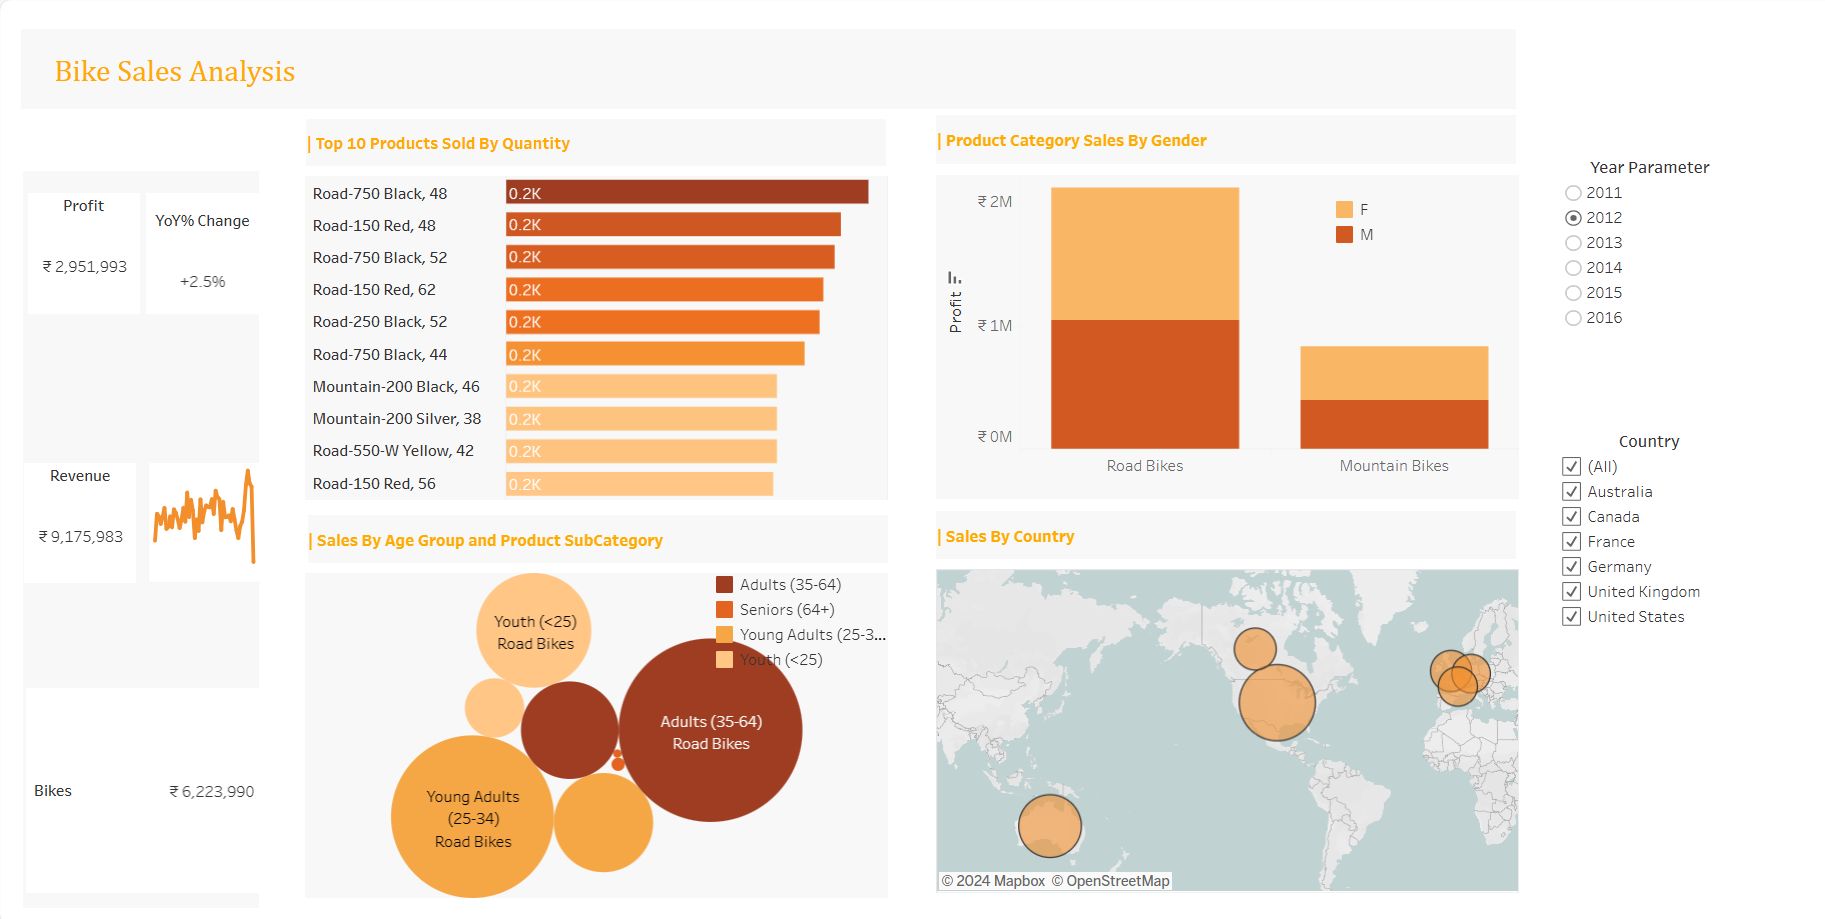 Bike Sales Analysis
Profit
₹ 2,951,993
YoY% Change
+2.5%
Revenue
₹ 9,175,983
Bikes
₹ 6,223,990
| Top 10 Products Sold By Quantity
Road-750 Black, 48
0.2K
Road-150 Red, 48
0.2K
Road-750 Black, 52
0.2K
Road-150 Red, 62
0.2K
Road-250 Black, 52
0.2K
Road-750 Black, 44
0.2K
Mountain-200 Black, 46
0.2K
Mountain-200 Silver, 38
0.2K
Road-550-W Yellow, 42
0.2K
Road-150 Red, 56
0.2K
| Product Category Sales By Gender
Profit
₹ 2M
₹ 1M
₹ 0M
F
M
Road Bikes
Mountain Bikes
| Sales By Age Group and Product SubCategory
Youth (<25)
Road Bikes
Adults (35-64)
Road Bikes
Young Adults
(25-34)
Road Bikes
Adults (35-64)
Seniors (64+)
Young Adults (25-3...
Youth (<25)
| Sales By Country
© 2024 Mapbox © OpenStreetMap
Year Parameter
2011
2012
2013
2014
2015
2016
Country
(All)
Australia
Canada
France
Germany
United Kingdom
United States